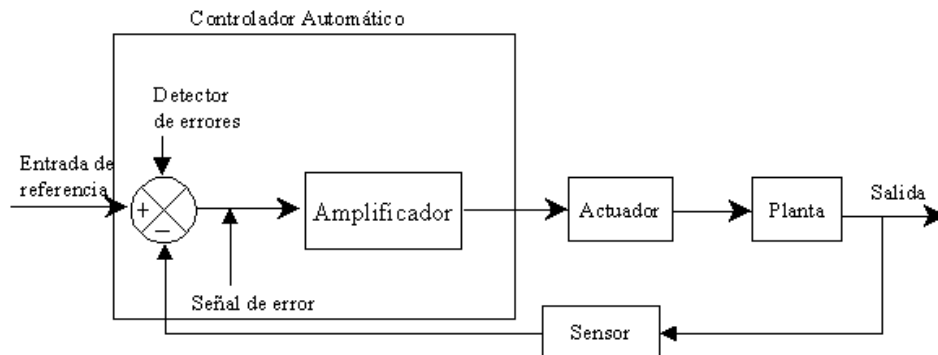 Controlador Automático
Detector
de errores
Entrada de
referencia
+
−
Amplificador
Actuador
Planta
Salida
Señal de error
Sensor